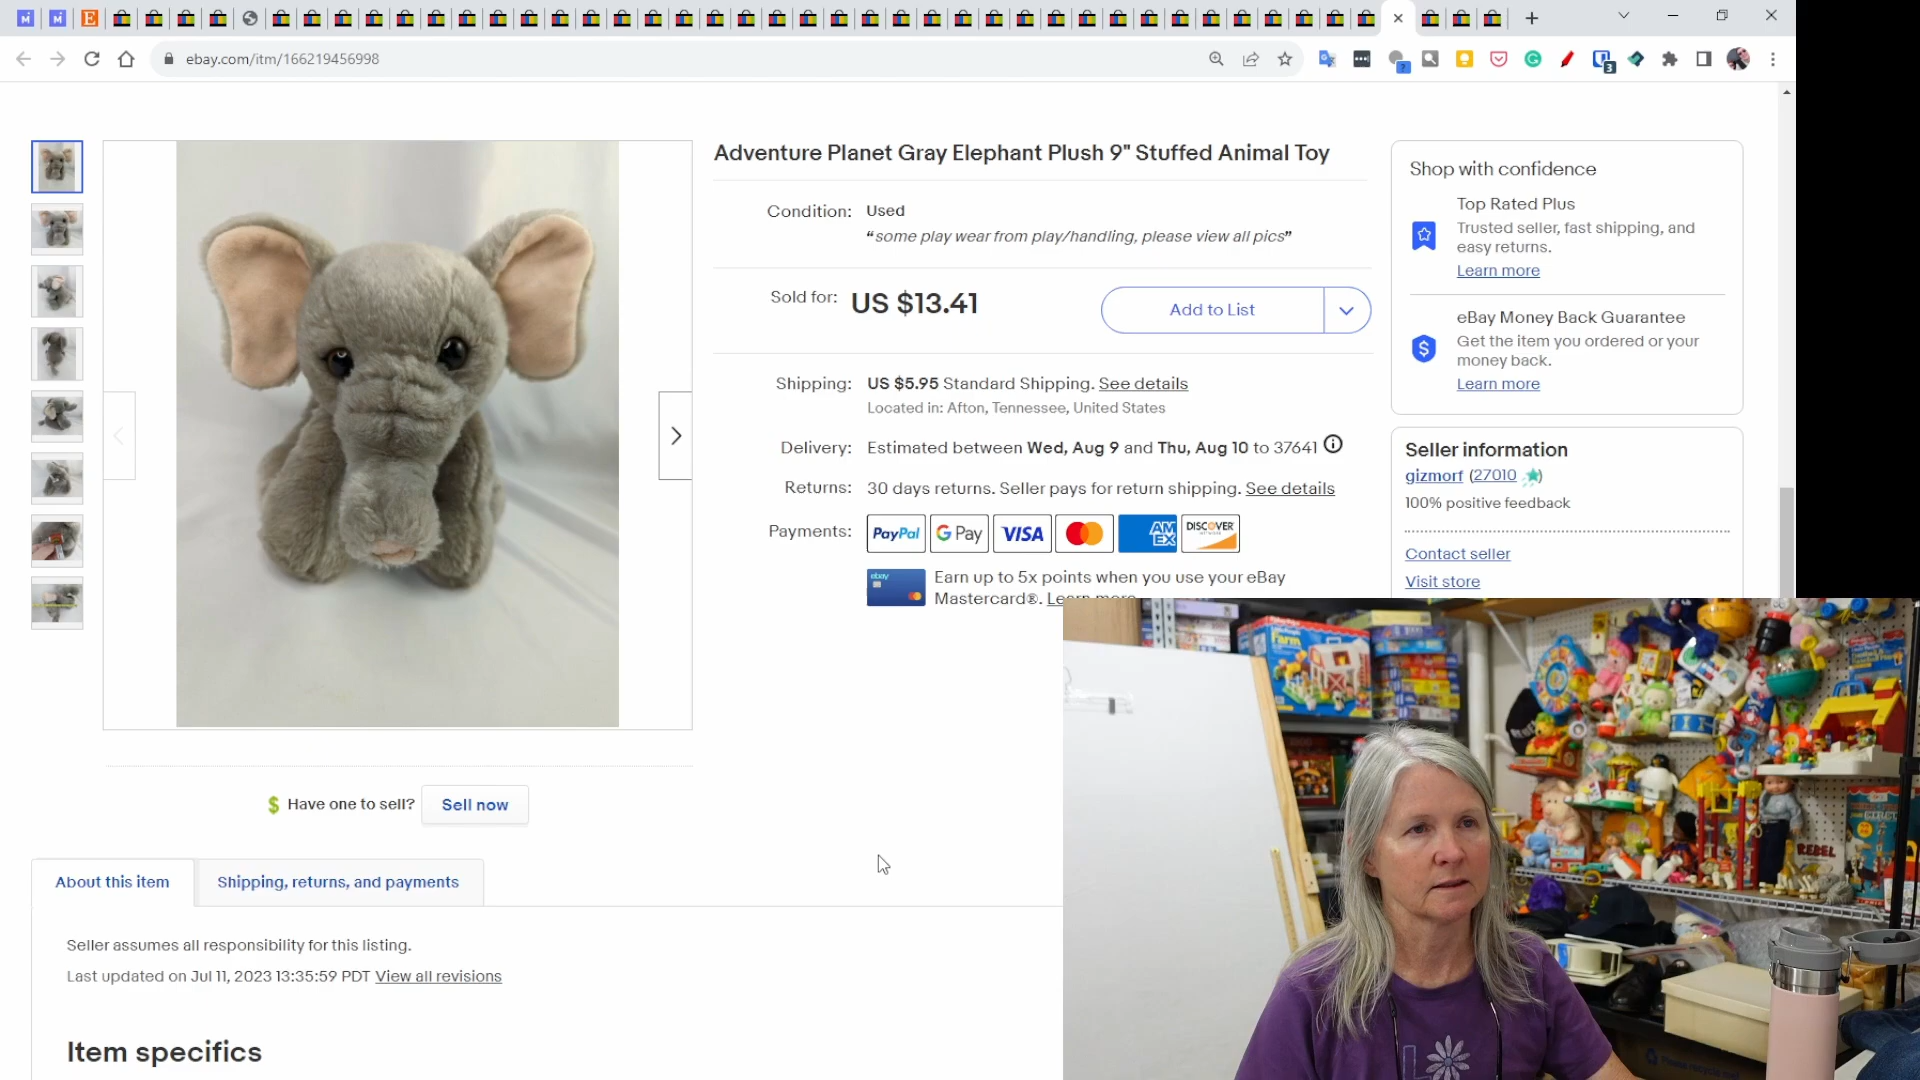 ebay.com/itm/166219456998
3
Adventure Planet Gray Elephant Plush 9" Stuffed Animal Toy
Condition: Used
“some play wear from play/handling, please view all pics”
Sold for: US $13.41
Add to List
Shipping: US $5.95 Standard Shipping. See details
Located in: Afton, Tennessee, United States
Delivery: Estimated between Wed, Aug 9 and Thu, Aug 10 to 37641
Returns: 30 days returns. Seller pays for return shipping. See details
Payments: PayPal G Pay VISA AM EX DISCOVER
ebay
Earn up to 5x points when you use your eBay
Mastercard®. Learn more
Shop with confidence
Top Rated Plus
Trusted seller, fast shipping, and
easy returns.
Learn more
eBay Money Back Guarantee
Get the item you ordered or your
money back.
Learn more
Seller information
gizmorf (27010)
100% positive feedback
Contact seller
Visit store
Have one to sell? Sell now
About this item
Shipping, returns, and payments
Seller assumes all responsibility for this listing.
Last updated on Jul 11, 2023 13:35:59 PDT View all revisions
Item specifics
Farm
REBEL